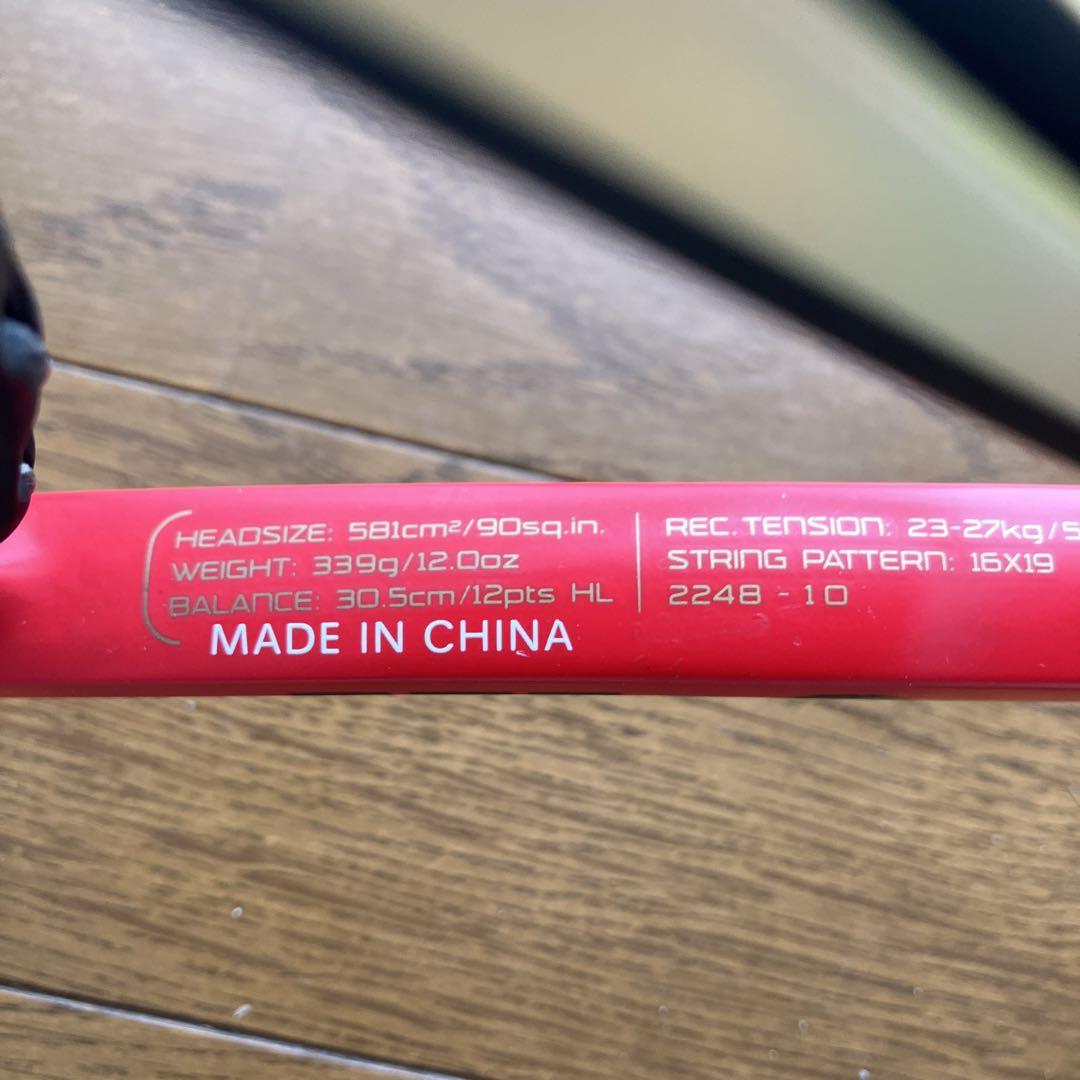 HEADSIZE: 581cm²/90sq.in.
WEIGHT: 339g/12.0oz
BALANCE: 30.5cm/12pts HL
MADE IN CHINA
REC. TENSION: 23-27kg/5
STRING PATTERN: 16X19
2248 - 10